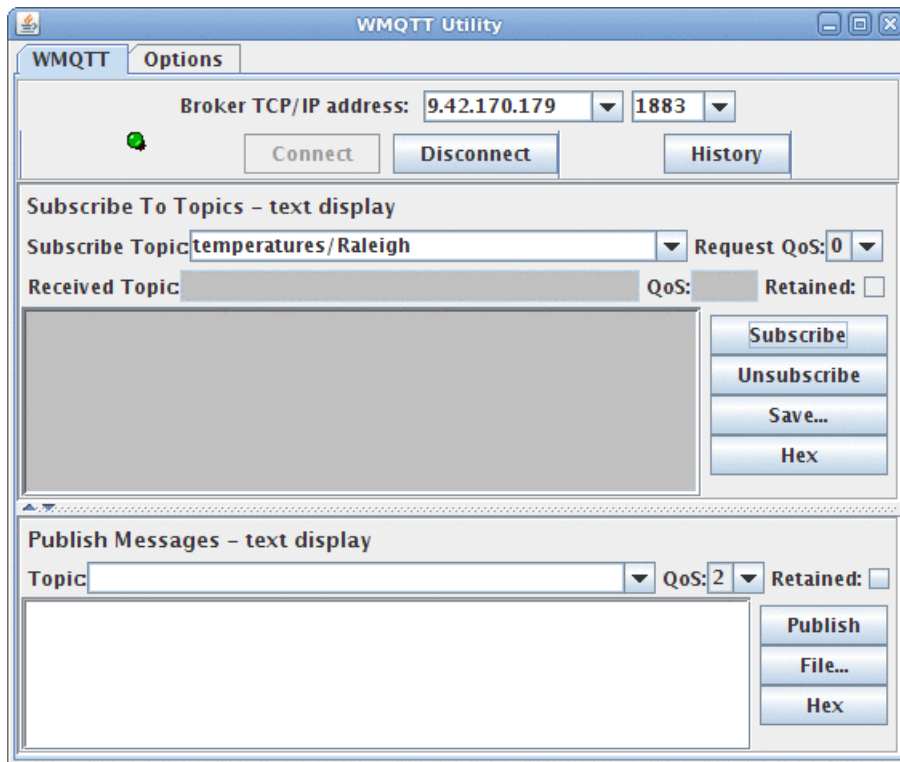 WMQTT Utility
WMQTT Options
Broker TCP/IP address: 9.42.170.179 1883
Connect Disconnect History
Subscribe To Topics - text display
Subscribe Topic: temperatures/Raleigh Request QoS: 0
Received Topic: QoS: Retained:
Subscribe
Unsubscribe
Save...
Hex
Publish Messages - text display
Topic: QoS: 2 Retained:
Publish
File...
Hex